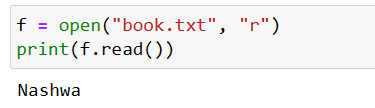 f = open("book.txt", "r")
print(f.read())
Nashwa